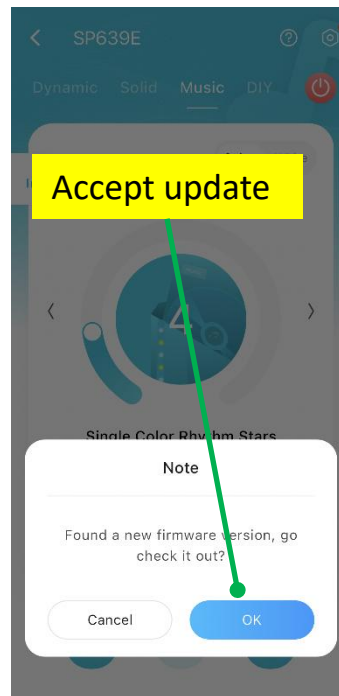 SP639E
Dynamic Solid Music DIY
Accept update
4
Single Color Rhythm Stars
Note
Found a new firmware version, go
check it out?
Cancel OK